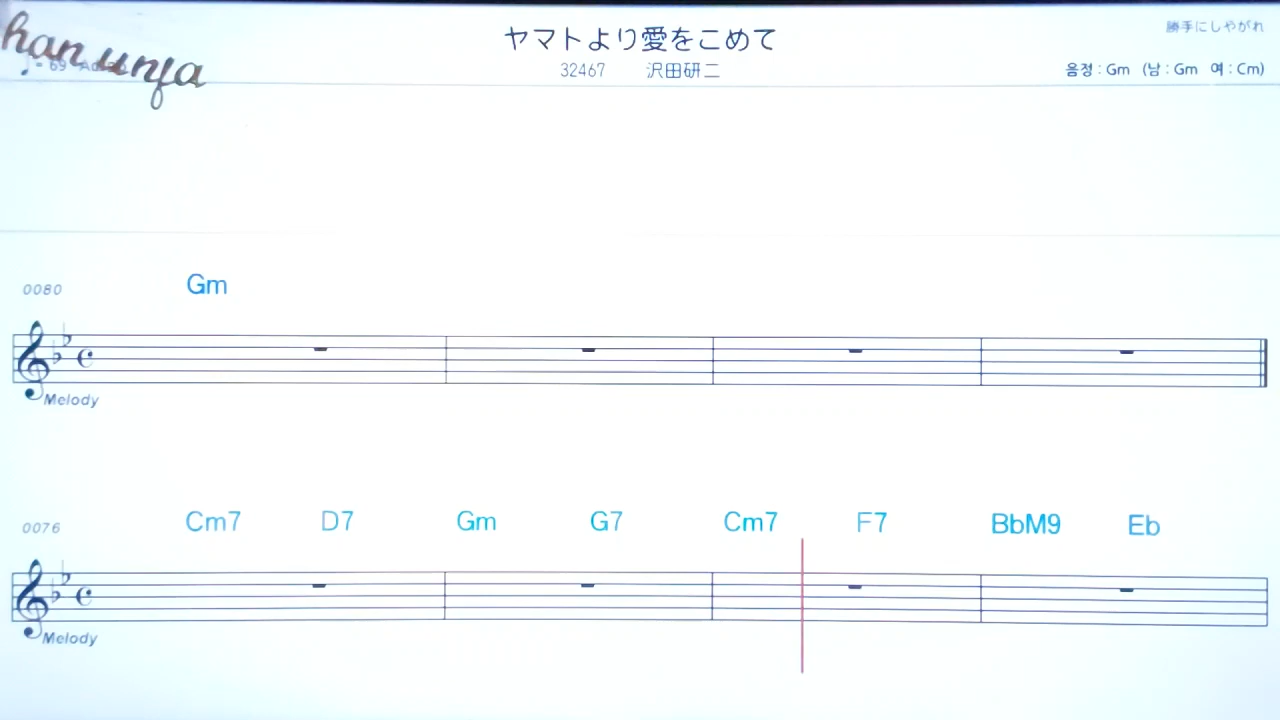 han unja
勝手にしやがれ
ヤマトより愛をこめて
32467 沢田研二
음정 : Gm (남 : Gm 여 : Cm)
0080 Gm
Melody
0076 Cm7 D7 Gm G7 Cm7 F7 BbM9 Eb
Melody